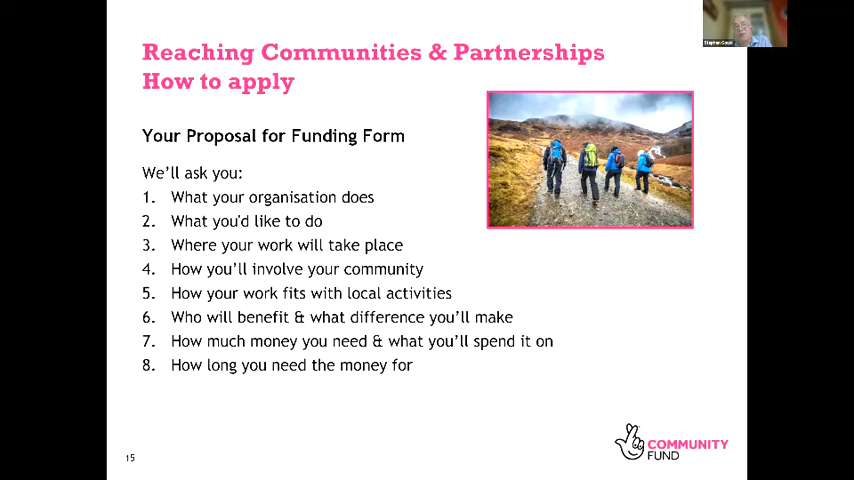 Reaching Communities & Partnerships
How to apply
Your Proposal for Funding Form
We'll ask you:
1. What your organisation does
2. What you'd like to do
3. Where your work will take place
4. How you'll involve your community
5. How your work fits with local activities
6. Who will benefit & what difference you'll make
7. How much money you need & what you'll spend it on
8. How long you need the money for
15
COMMUNITY
FUND
Stephen